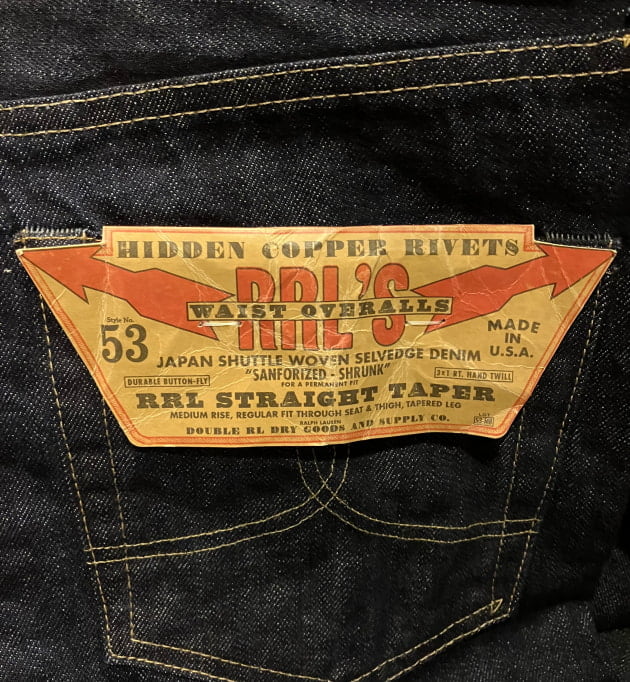 HIDDEN COPPER RIVETS
RRL'S
WAIST OVERALLS
Style No.
53
MADE
IN
U.S.A.
JAPAN SHUTTLE WOVEN SELVEDGE DENIM
"SANFORIZED - SHRUNK"
FOR A PERMANENT FIT
DURABLE BUTTON-FLY
3x1 RT. HAND TWILL
RRL STRAIGHT TAPER
MEDIUM RISE, REGULAR FIT THROUGH SEAT & THIGH, TAPERED LEG
RALPH LAUREN
DOUBLE RL DRY GOODS AND SUPPLY CO.
LOT